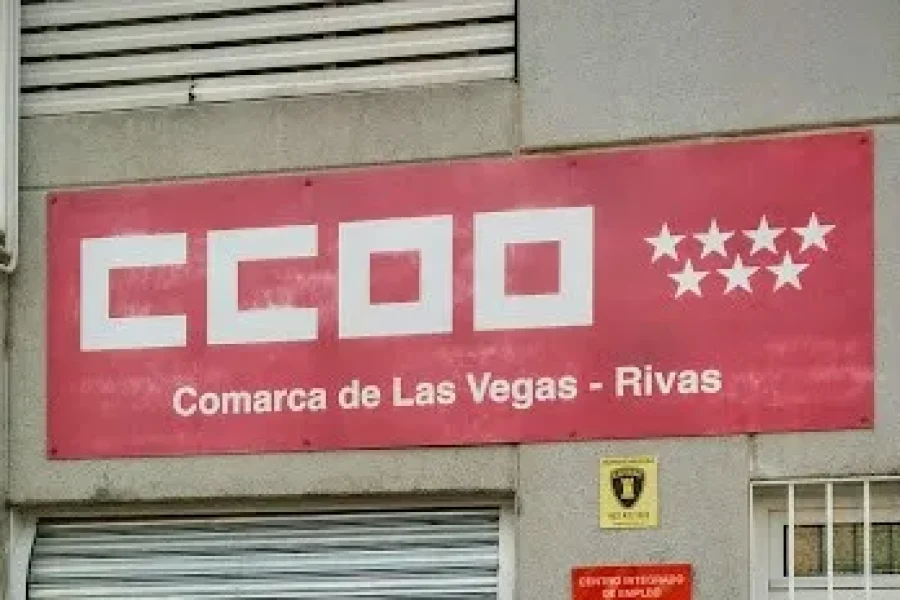 CCOO
Comarca de Las Vegas - Rivas
CENTRO INTEGRADO
DE EMPLEO